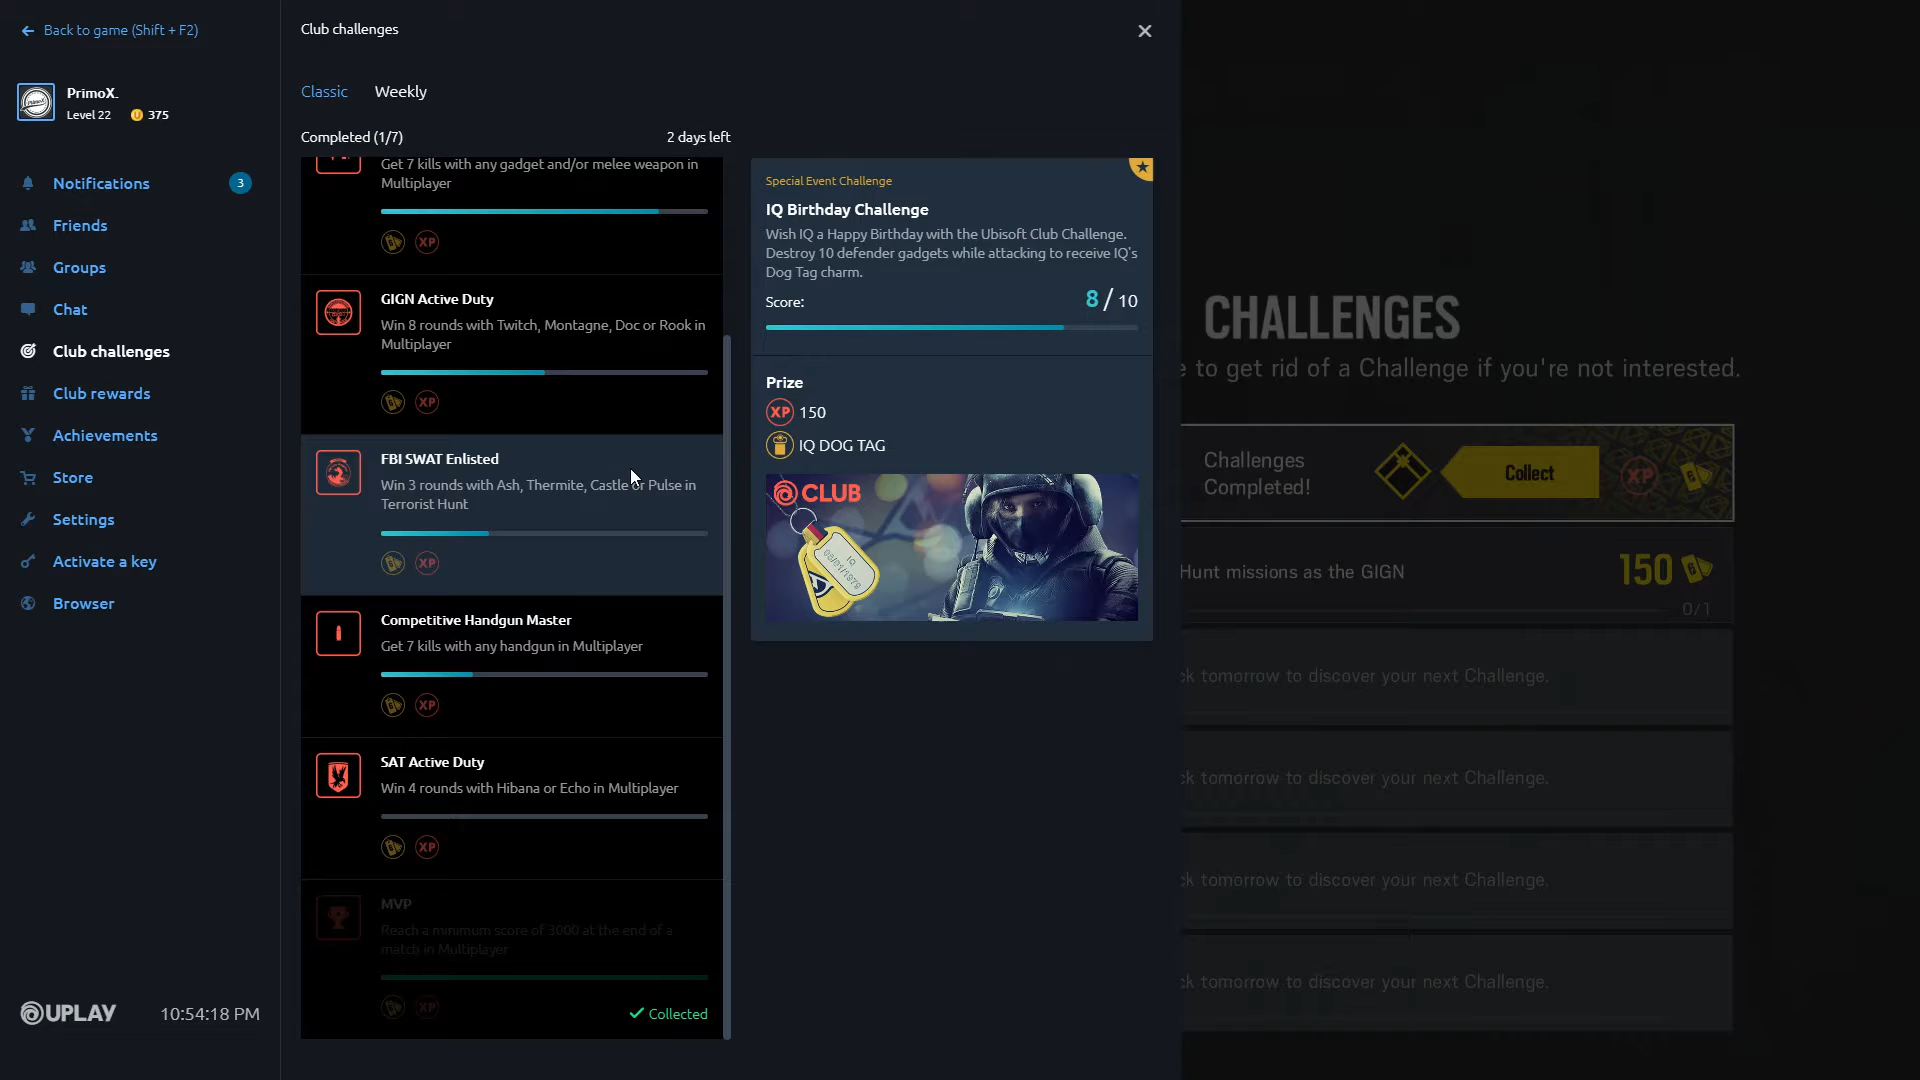 Back to game (Shift + F2)
PrimoX.
Level 22
375
Notifications
3
Friends
Groups
Chat
Club challenges
Club rewards
Achievements
Store
Settings
Activate a key
Browser
UPLAY
10:54:18 PM
Club challenges
Classic
Weekly
Completed (1/7)
2 days left
Get 7 kills with any gadget and/or melee weapon in
Multiplayer
XP
GIGN Active Duty
Win 8 rounds with Twitch, Montagne, Doc or Rook in
Multiplayer
XP
FBI SWAT Enlisted
Win 3 rounds with Ash, Thermite, Castle or Pulse in
Terrorist Hunt
XP
Competitive Handgun Master
Get 7 kills with any handgun in Multiplayer
XP
SAT Active Duty
Win 4 rounds with Hibana or Echo in Multiplayer
XP
MVP
Reach a minimum score of 3000 at the end of a
match in Multiplayer
XP
Collected
Special Event Challenge
IQ Birthday Challenge
Wish IQ a Happy Birthday with the Ubisoft Club Challenge.
Destroy 10 defender gadgets while attacking to receive IQ's
Dog Tag charm.
Score:
8 / 10
Prize
XP 150
IQ DOG TAG
CLUB
IQ
CHALLENGES
e to get rid of a Challenge if you're not interested.
Challenges
Completed!
Collect
XP
Hunt missions as the GIGN
150
0/1
ck tomorrow to discover your next Challenge.
ck tomorrow to discover your next Challenge.
ck tomorrow to discover your next Challenge.
ck tomorrow to discover your next Challenge.